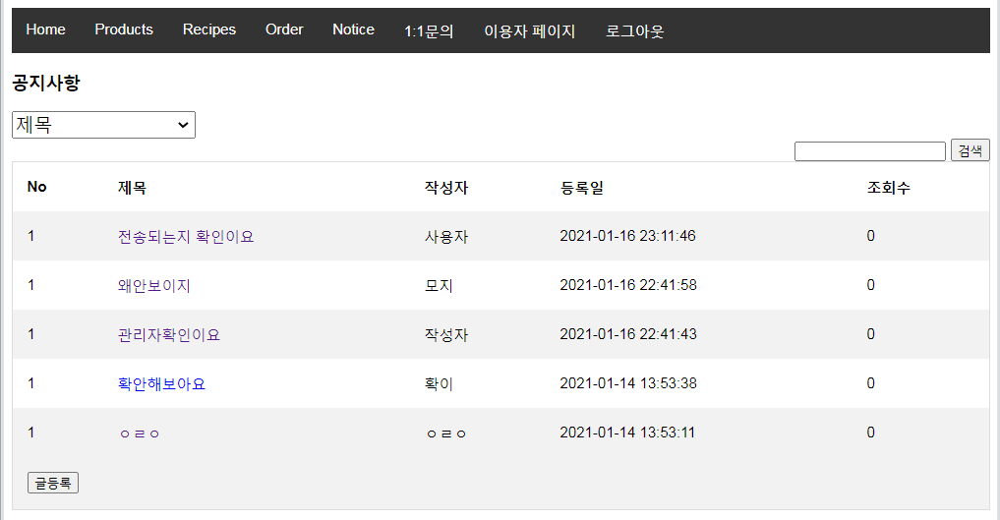 Home Products Recipes Order Notice 1:1문의 이용자 페이지 로그아웃
공지사항
제목
검색
No 제목 작성자 등록일 조회수
1 전송되는지 확인이요 사용자 2021-01-16 23:11:46 0
1 왜안보이지 모지 2021-01-16 22:41:58 0
1 관리자확인이요 작성자 2021-01-16 22:41:43 0
1 확안해보아요 확이 2021-01-14 13:53:38 0
1 ㅇㄹㅇ ㅇㄹㅇ 2021-01-14 13:53:11 0
글등록